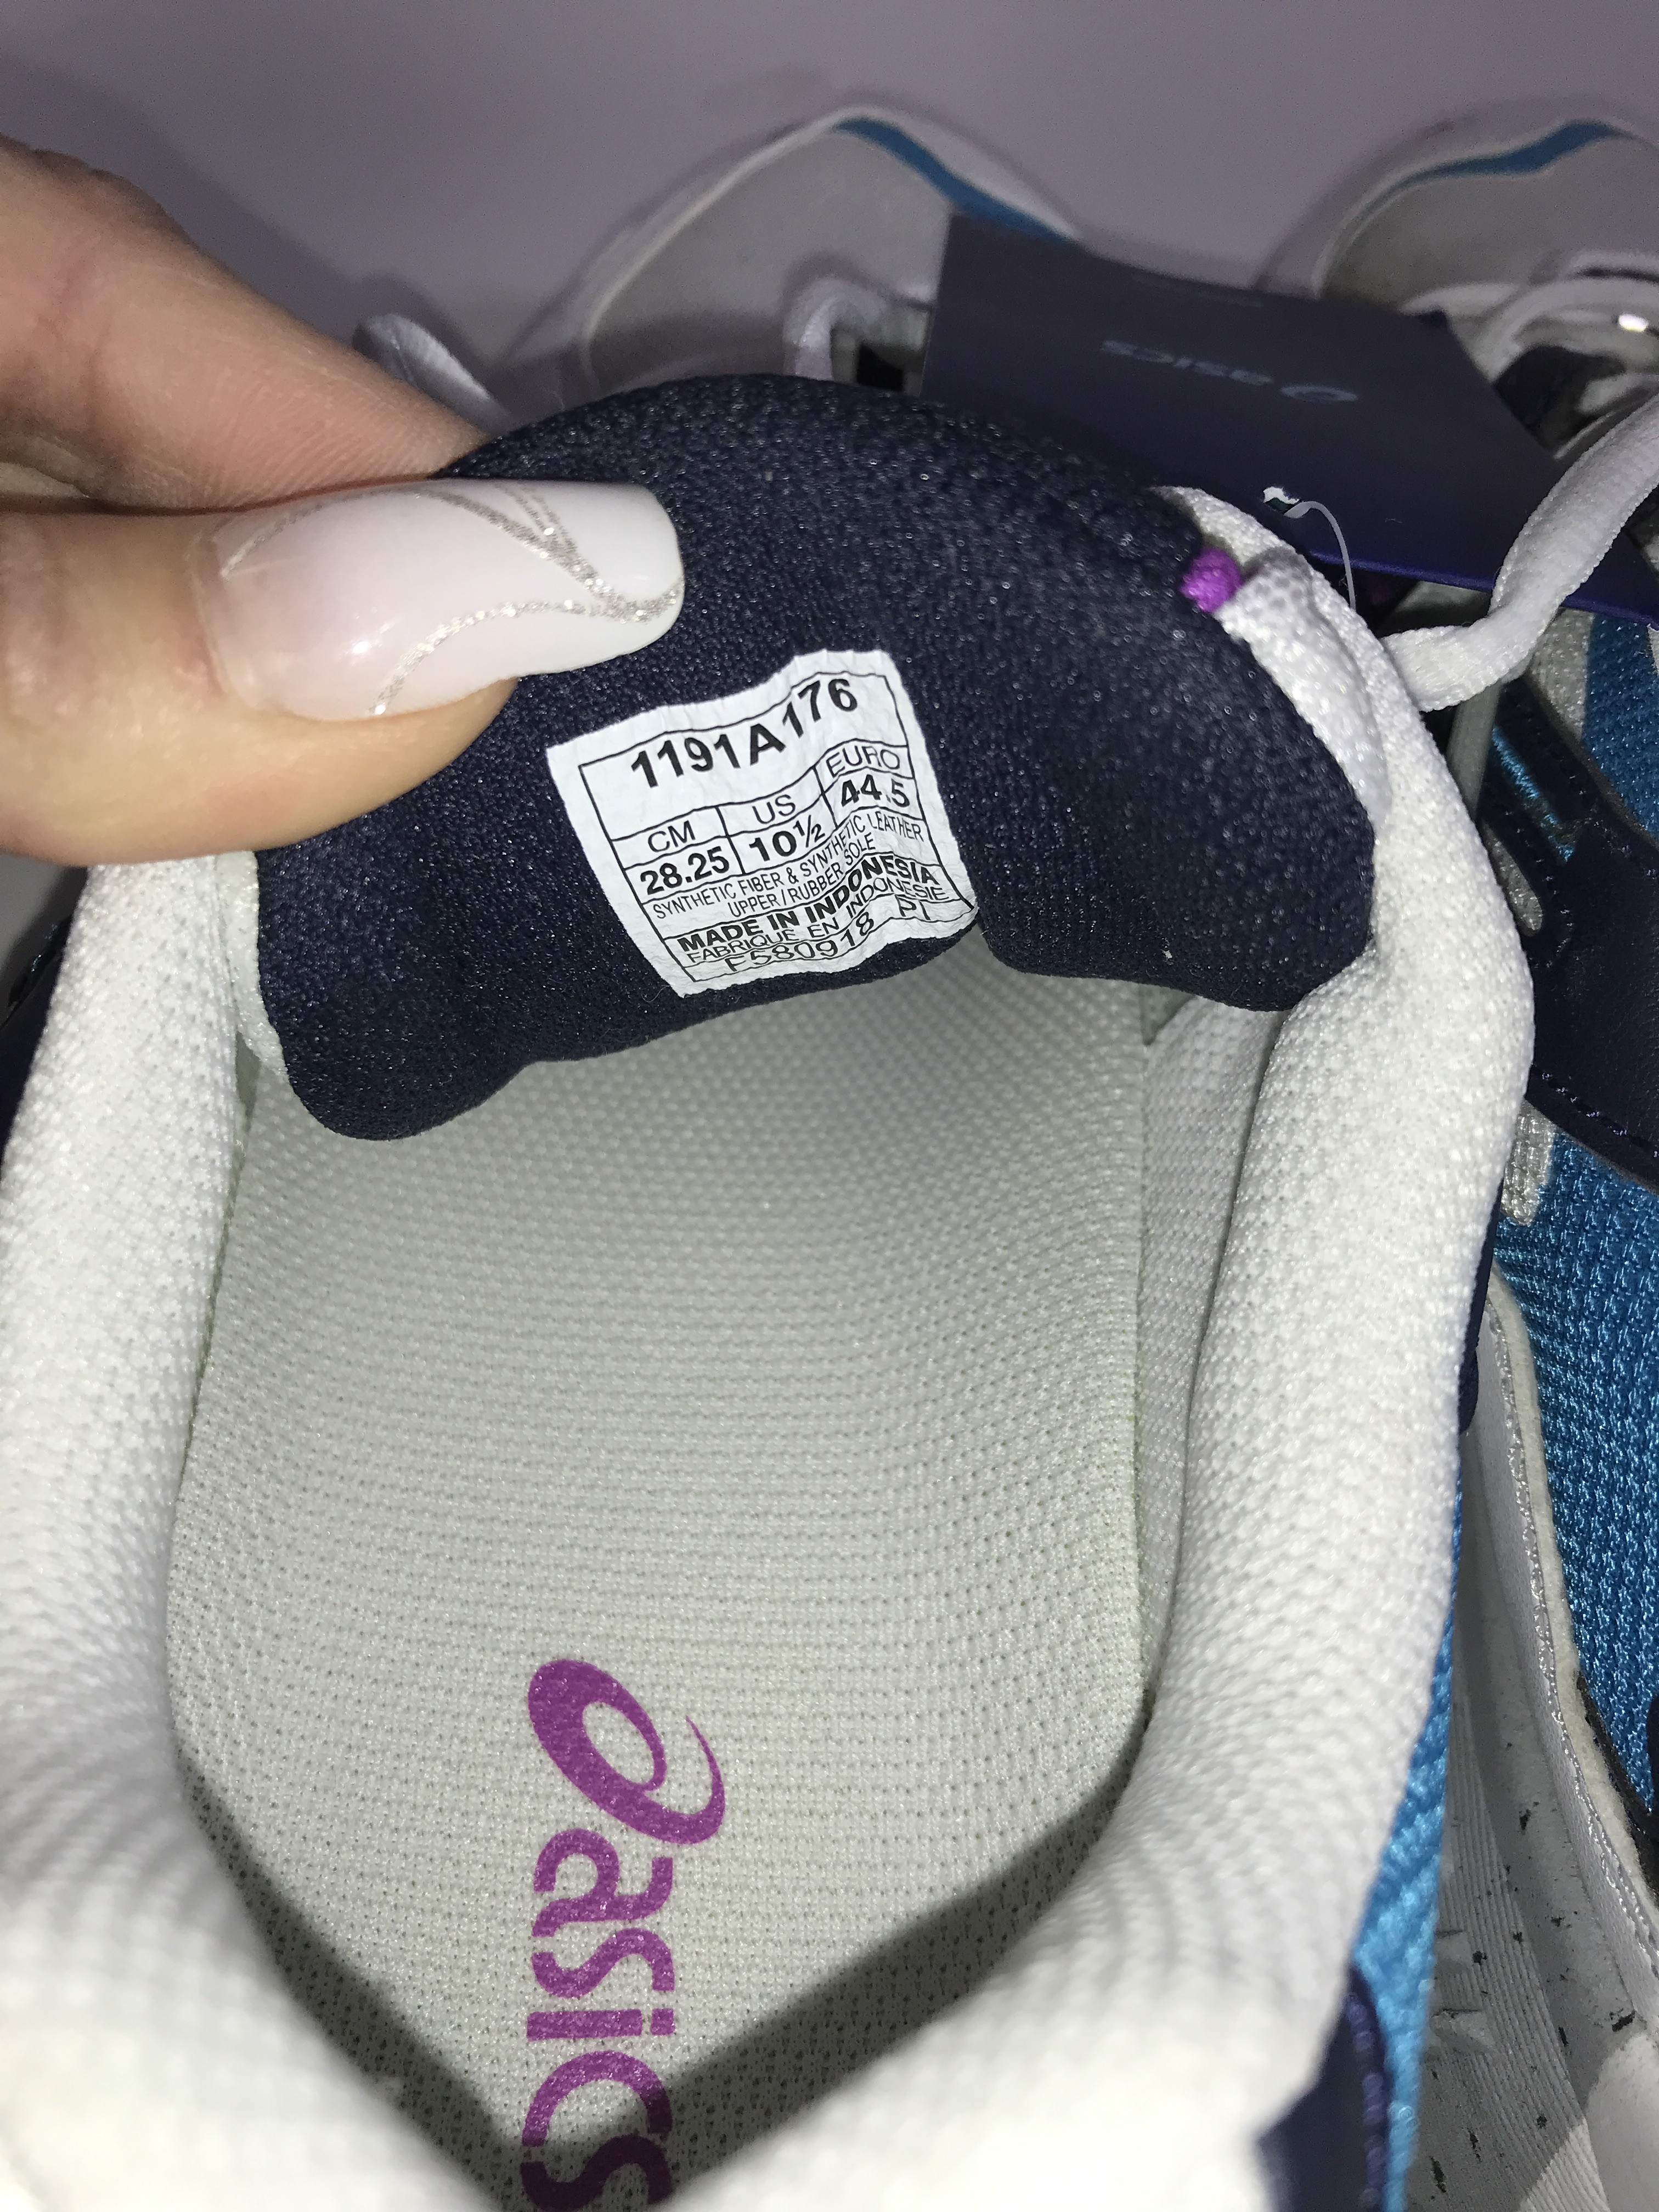 asics
1191A176
CM US EURO
28.25 10½ 44.5
SYNTHETIC FIBER & SYNTHETIC LEATHER
UPPER/RUBBER SOLE
MADE IN INDONESIA
FABRIQUE EN INDONESIE
F580918 PI
asics